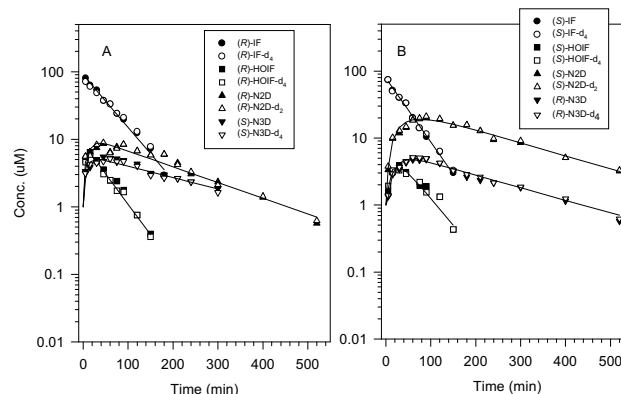 A
(R)-IF
(R)-IF-d4
(R)-HOIF
(R)-HOIF-d4
(R)-N2D
(R)-N2D-d2
(S)-N3D
(S)-N3D-d4
Conc. (uM)
100
10
1
0.1
0.01
0 100 200 300 400 500
Time (min)
B
(S)-IF
(S)-IF-d4
(S)-HOIF
(S)-HOIF-d4
(S)-N2D
(S)-N2D-d2
(R)-N3D
(R)-N3D-d4
100
10
1
0.1
0.01
0 100 200 300 400 500
Time (min)